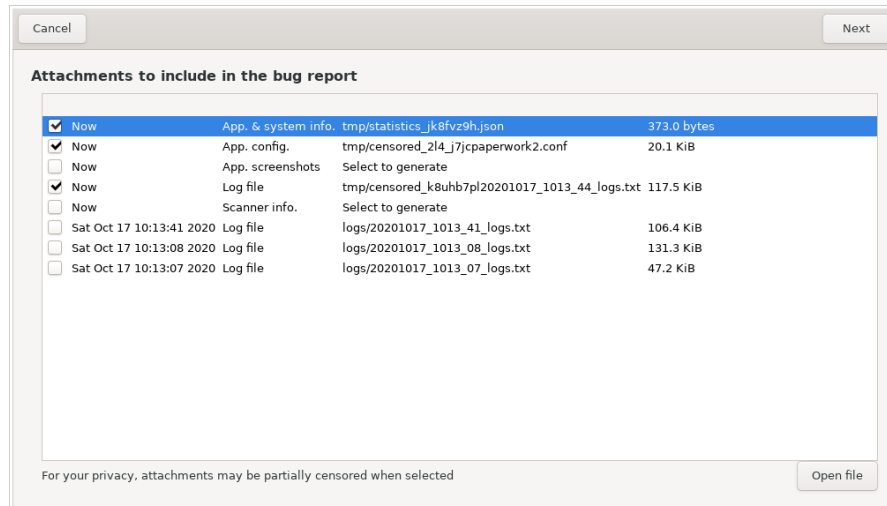 Cancel Next
Attachments to include in the bug report
Now App. & system info. tmp/statistics_jk8fvz9h.json 373.0 bytes
Now App. config. tmp/censored_2l4_j7jcpaperwork2.conf 20.1 KiB
Now App. screenshots Select to generate
Now Log file tmp/censored_k8uhb7pl20201017_1013_44_logs.txt 117.5 KiB
Now Scanner info. Select to generate
Sat Oct 17 10:13:41 2020 Log file logs/20201017_1013_41_logs.txt 106.4 KiB
Sat Oct 17 10:13:08 2020 Log file logs/20201017_1013_08_logs.txt 131.3 KiB
Sat Oct 17 10:13:07 2020 Log file logs/20201017_1013_07_logs.txt 47.2 KiB
For your privacy, attachments may be partially censored when selected Open file